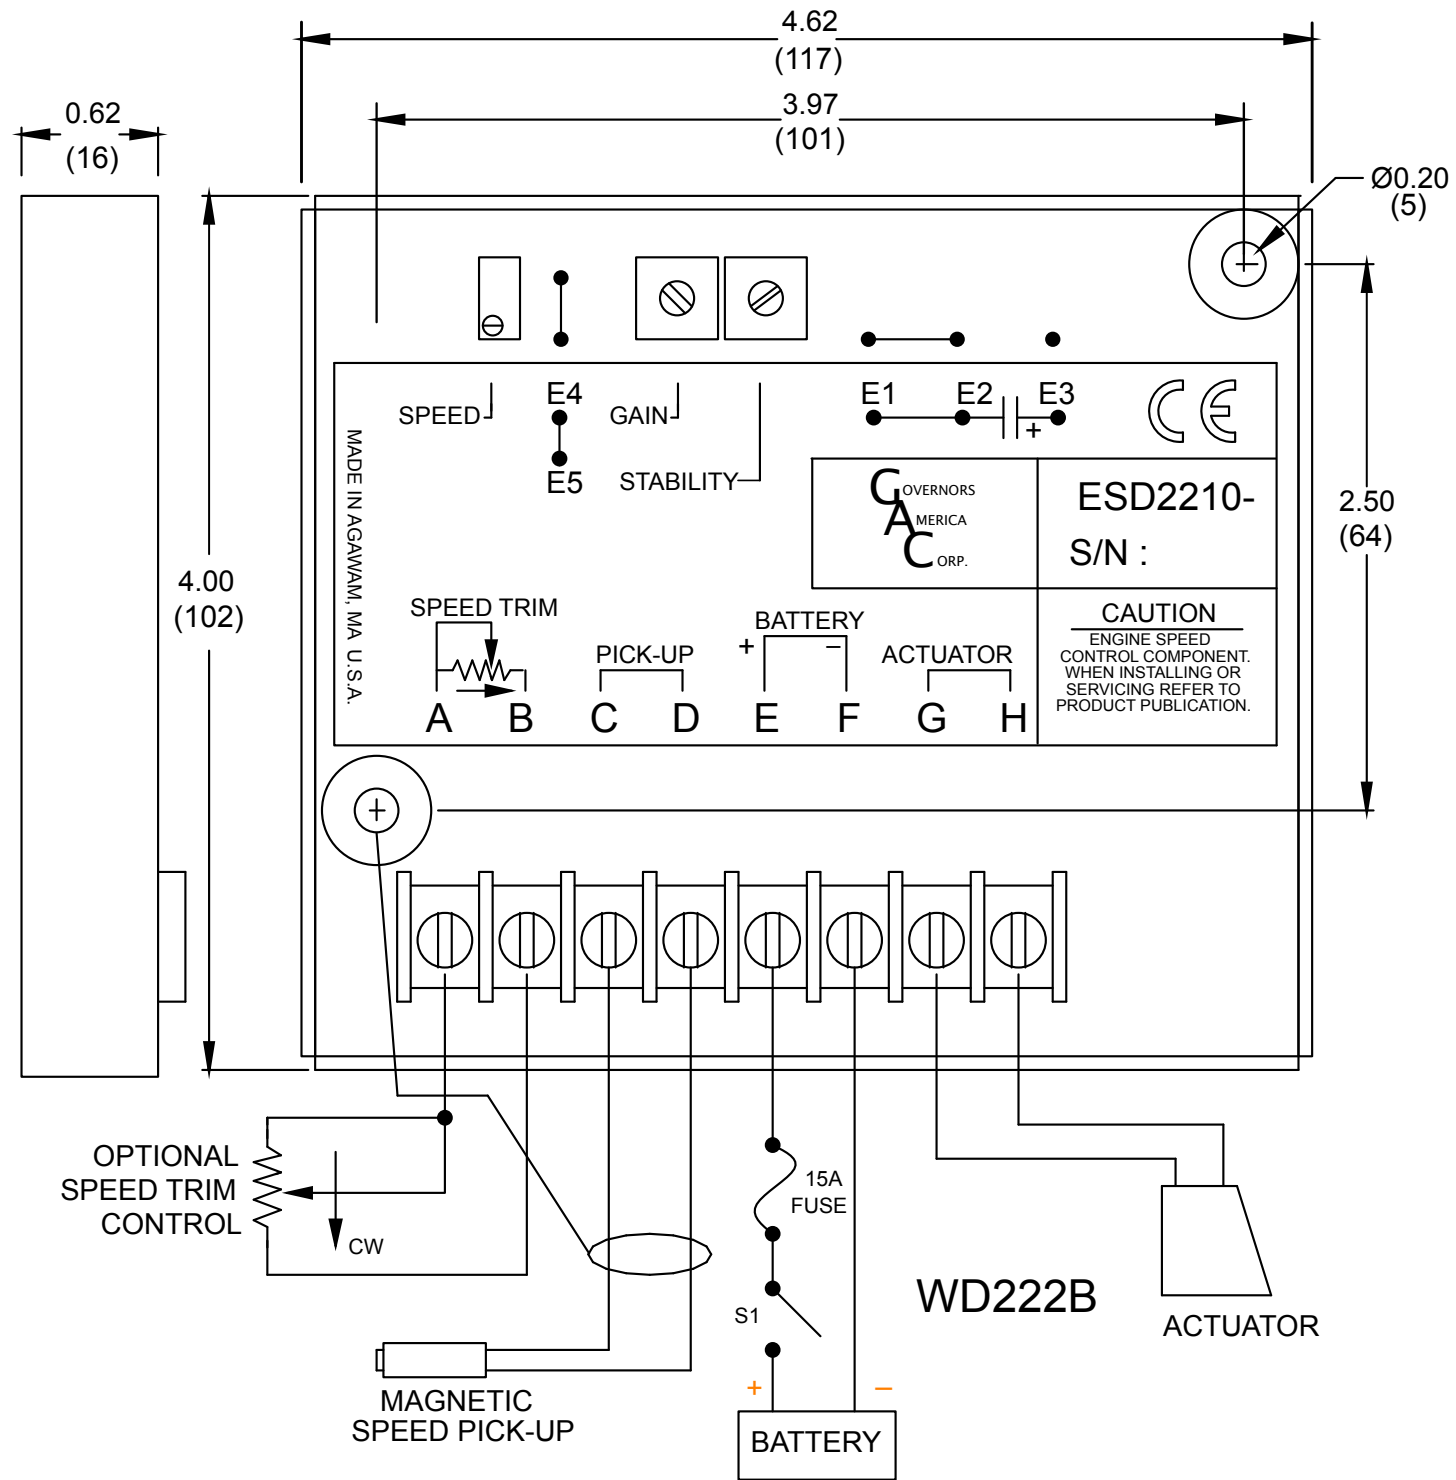 4.62
(117)
3.97
(101)
0.62
(16)
Ø0.20
(5)
SPEED
E4
E5
GAIN
STABILITY
E1 E2 E3
+
CE
MADE IN AGAWAM, MA U.S.A.
GOVERNORS
AMERICA
CORP.
ESD2210-
S/N :
2.50
(64)
4.00
(102)
SPEED TRIM
PICK-UP
BATTERY
+ −
ACTUATOR
A B C D E F G H
CAUTION
ENGINE SPEED
CONTROL COMPONENT.
WHEN INSTALLING OR
SERVICING REFER TO
PRODUCT PUBLICATION.
OPTIONAL
SPEED TRIM
CONTROL
CW
15A
FUSE
S1
WD222B
ACTUATOR
MAGNETIC
SPEED PICK-UP
+ −
BATTERY